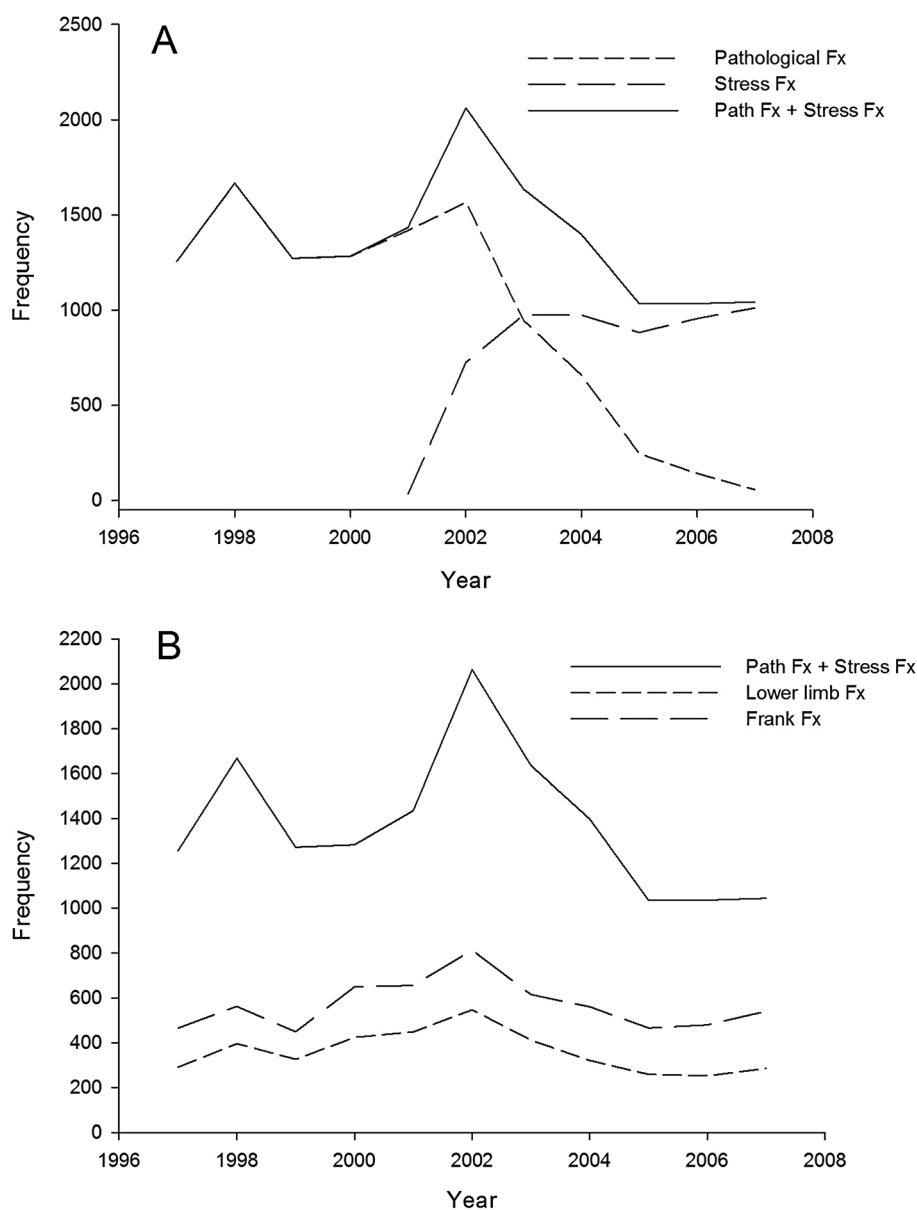 A
Pathological Fx
Stress Fx
Path Fx + Stress Fx
2500
2000
1500
1000
500
0
Frequency
1996 1998 2000 2002 2004 2006 2008
Year
B
Path Fx + Stress Fx
Lower limb Fx
Frank Fx
2200
2000
1800
1600
1400
1200
1000
800
600
400
200
0
Frequency
1996 1998 2000 2002 2004 2006 2008
Year